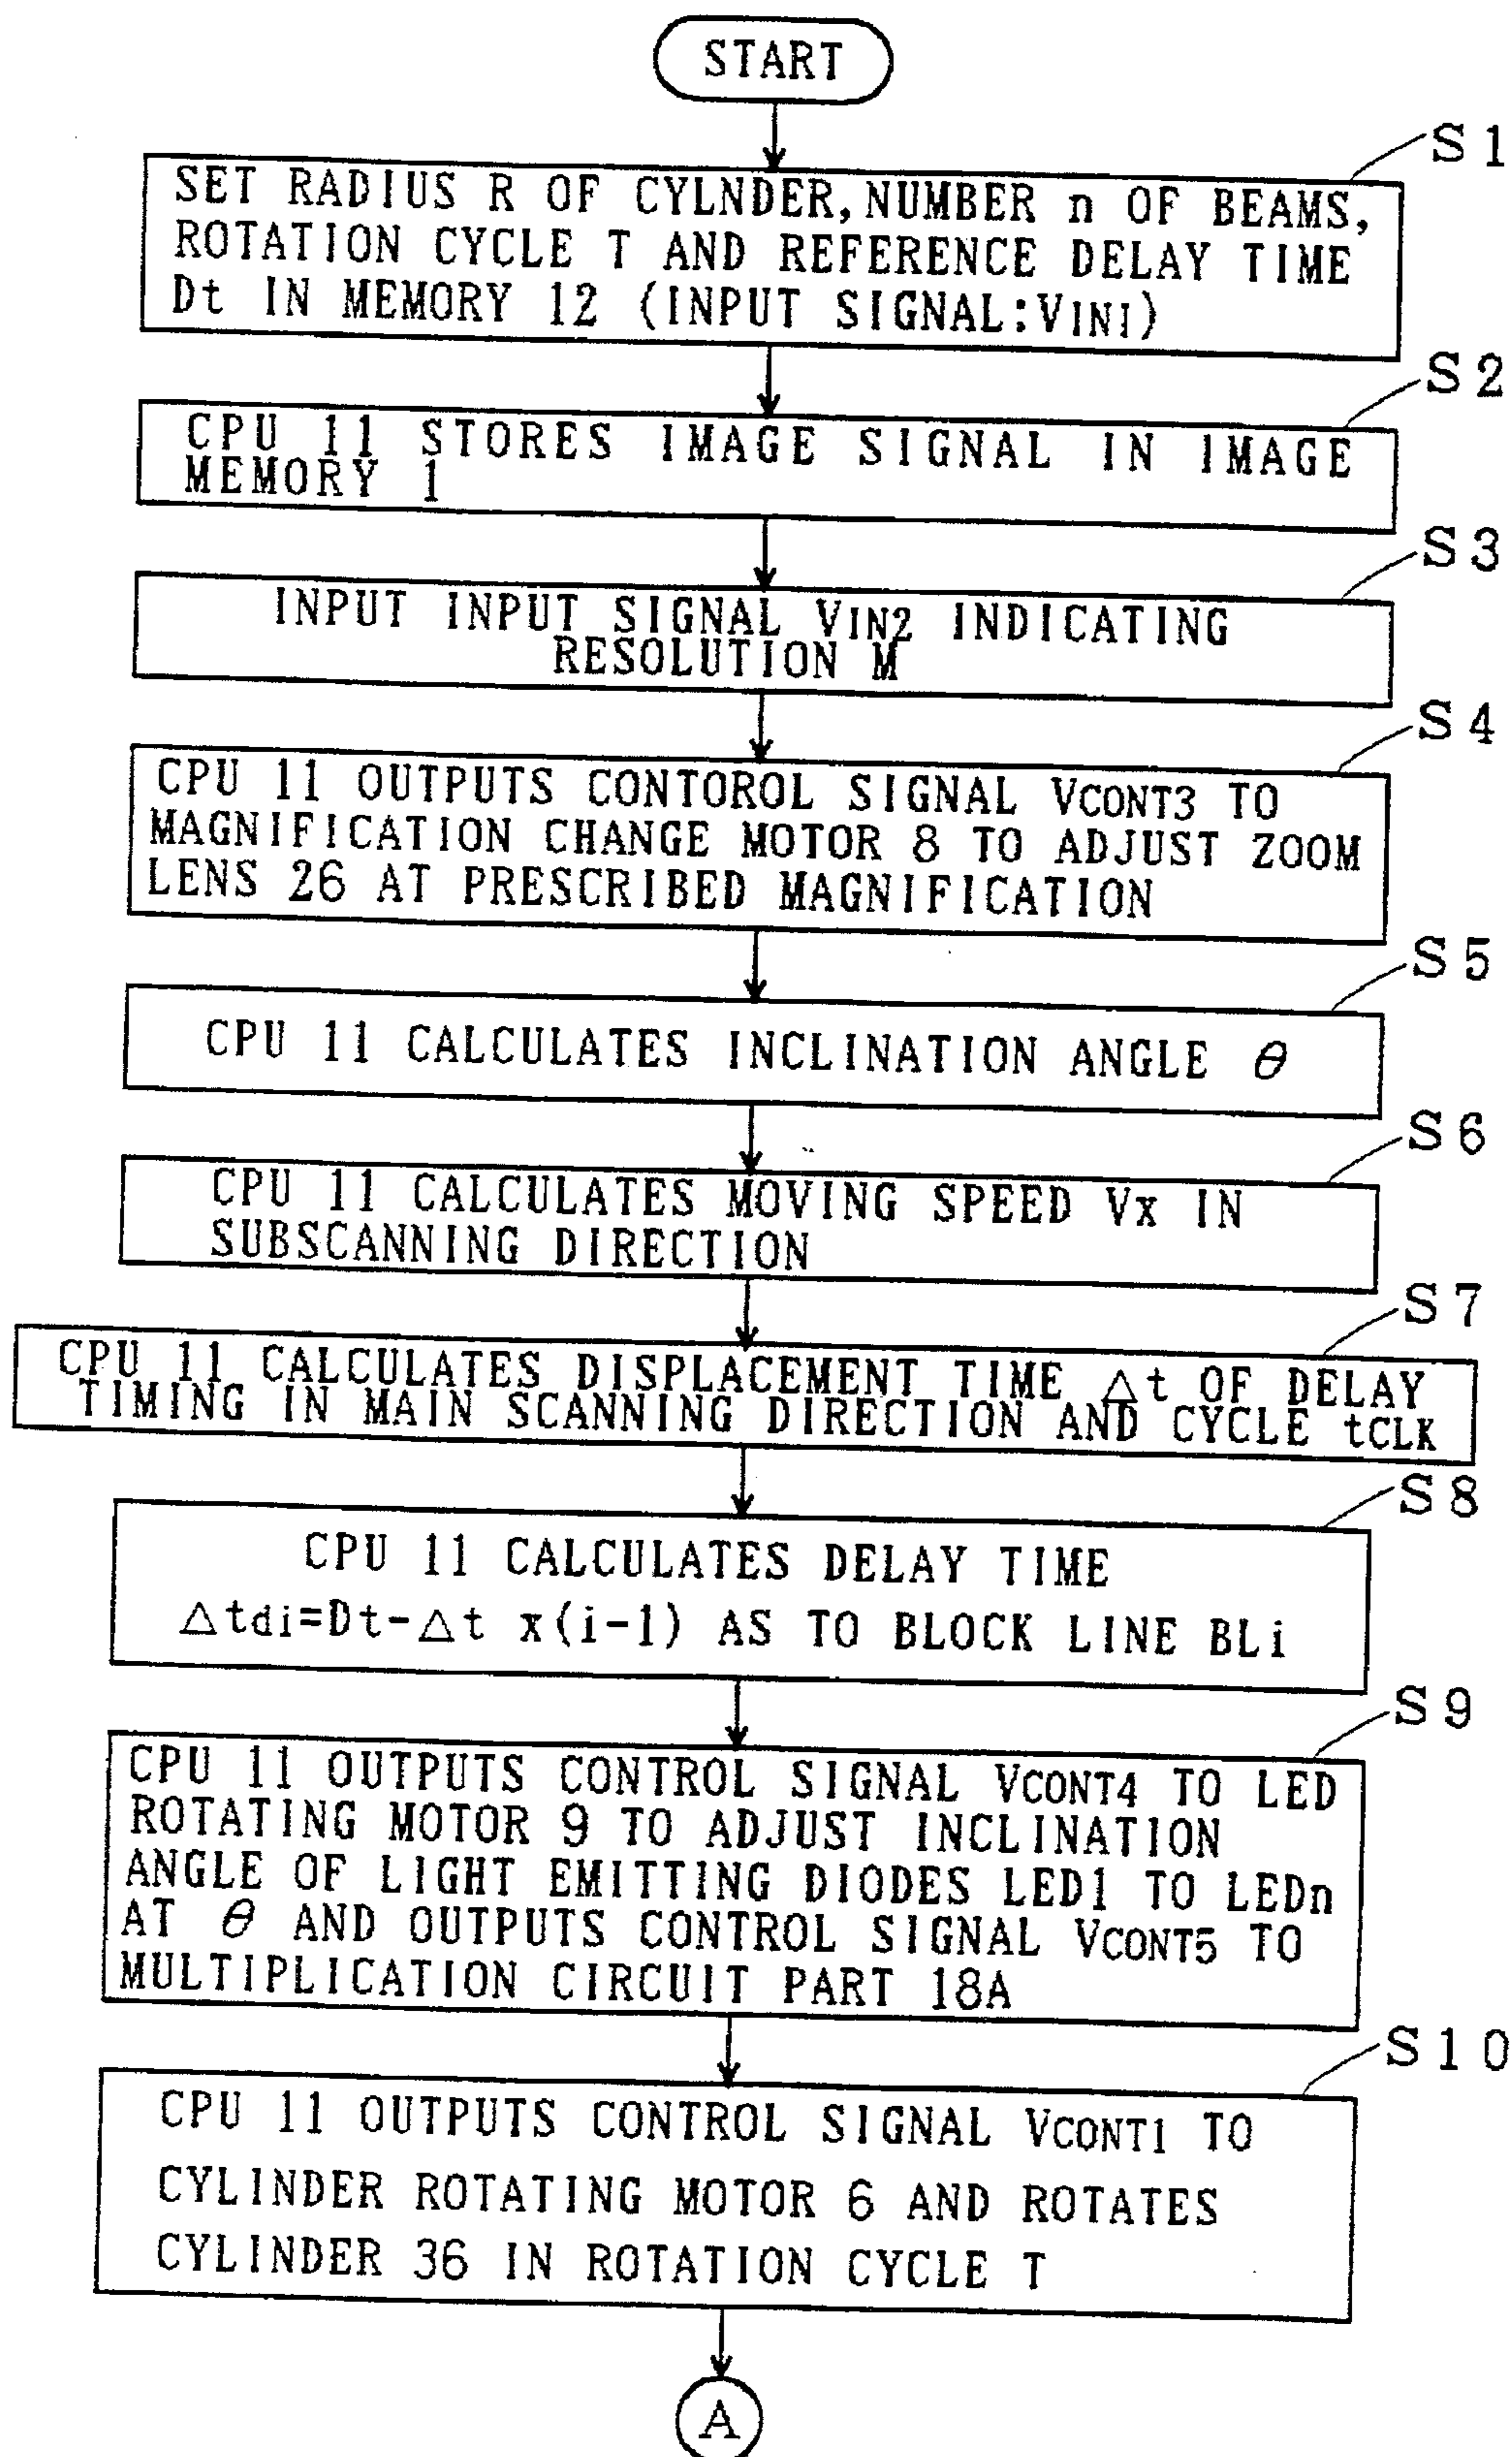 START
S1
SET RADIUS R OF CYLNDER, NUMBER n OF BEAMS,
ROTATION CYCLE T AND REFERENCE DELAY TIME
Dt IN MEMORY 12 (INPUT SIGNAL:VIN1)
S2
CPU 11 STORES IMAGE SIGNAL IN IMAGE
MEMORY 1
S3
INPUT INPUT SIGNAL VIN2 INDICATING
RESOLUTION M
S4
CPU 11 OUTPUTS CONTOROL SIGNAL VCONT3 TO
MAGNIFICATION CHANGE MOTOR 8 TO ADJUST ZOOM
LENS 26 AT PRESCRIBED MAGNIFICATION
S5
CPU 11 CALCULATES INCLINATION ANGLE θ
S6
CPU 11 CALCULATES MOVING SPEED Vx IN
SUBSCANNING DIRECTION
S7
CPU 11 CALCULATES DISPLACEMENT TIME △t OF DELAY
TIMING IN MAIN SCANNING DIRECTION AND CYCLE tCLK
S8
CPU 11 CALCULATES DELAY TIME
△tdi=Dt-△t x(i-1) AS TO BLOCK LINE BLi
S9
CPU 11 OUTPUTS CONTROL SIGNAL VCONT4 TO LED
ROTATING MOTOR 9 TO ADJUST INCLINATION
ANGLE OF LIGHT EMITTING DIODES LED1 TO LEDn
AT θ AND OUTPUTS CONTROL SIGNAL VCONT5 TO
MULTIPLICATION CIRCUIT PART 18A
S10
CPU 11 OUTPUTS CONTROL SIGNAL VCONT1 TO
CYLINDER ROTATING MOTOR 6 AND ROTATES
CYLINDER 36 IN ROTATION CYCLE T
A